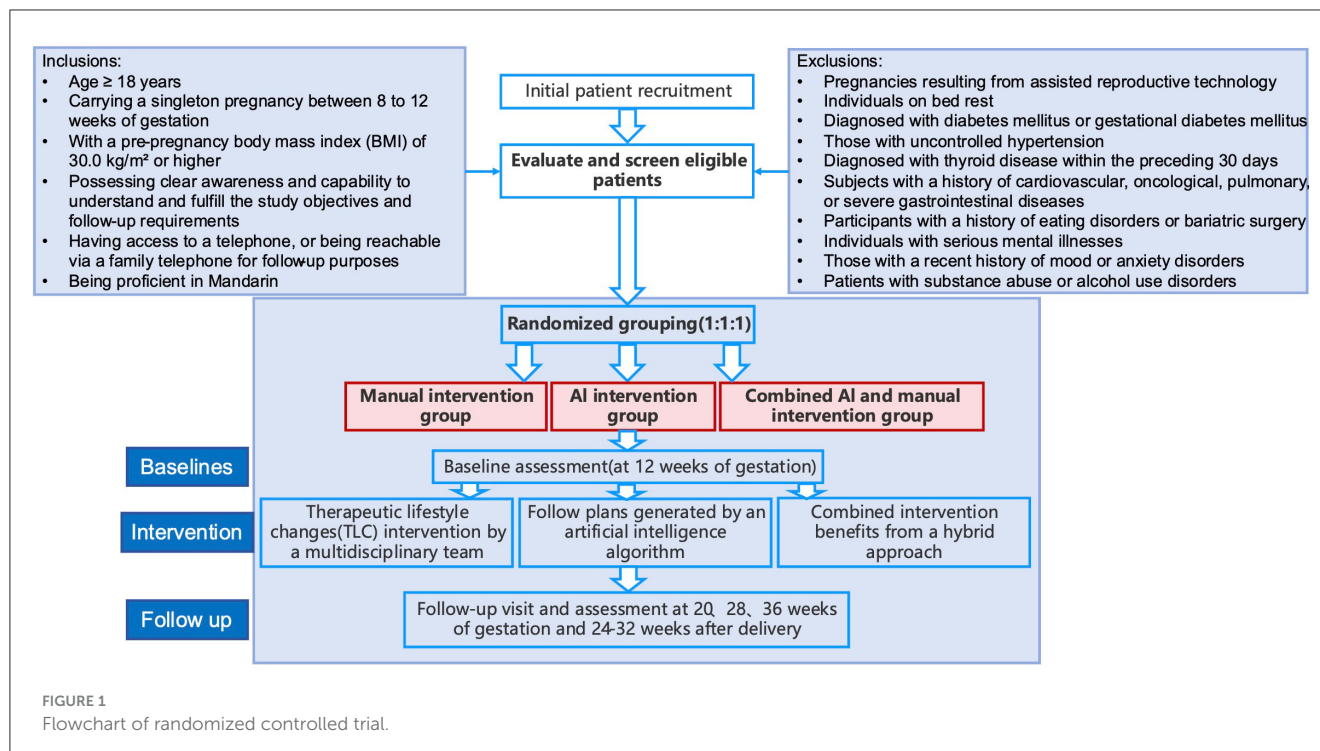 Inclusions:
• Age ≥ 18 years
• Carrying a singleton pregnancy between 8 to 12
weeks of gestation
• With a pre-pregnancy body mass index (BMI) of
30.0 kg/m² or higher
• Possessing clear awareness and capability to
understand and fulfill the study objectives and
follow-up requirements
• Having access to a telephone, or being reachable
via a family telephone for follow-up purposes
• Being proficient in Mandarin
Initial patient recruitment
Evaluate and screen eligible
patients
Exclusions:
• Pregnancies resulting from assisted reproductive technology
• Individuals on bed rest
• Diagnosed with diabetes mellitus or gestational diabetes mellitus
• Those with uncontrolled hypertension
• Diagnosed with thyroid disease within the preceding 30 days
• Subjects with a history of cardiovascular, oncological, pulmonary,
or severe gastrointestinal diseases
• Participants with a history of eating disorders or bariatric surgery
• Individuals with serious mental illnesses
• Those with a recent history of mood or anxiety disorders
• Patients with substance abuse or alcohol use disorders
Randomized grouping(1:1:1)
Manual intervention
group
AI intervention
group
Combined AI and manual
intervention group
Baselines
Baseline assessment(at 12 weeks of gestation)
Intervention
Therapeutic lifestyle
changes(TLC) intervention by
a multidisciplinary team
Follow plans generated by an
artificial intelligence
algorithm
Combined intervention
benefits from a hybrid
approach
Follow up
Follow-up visit and assessment at 20、28、36 weeks
of gestation and 24-32 weeks after delivery
FIGURE 1
Flowchart of randomized controlled trial.